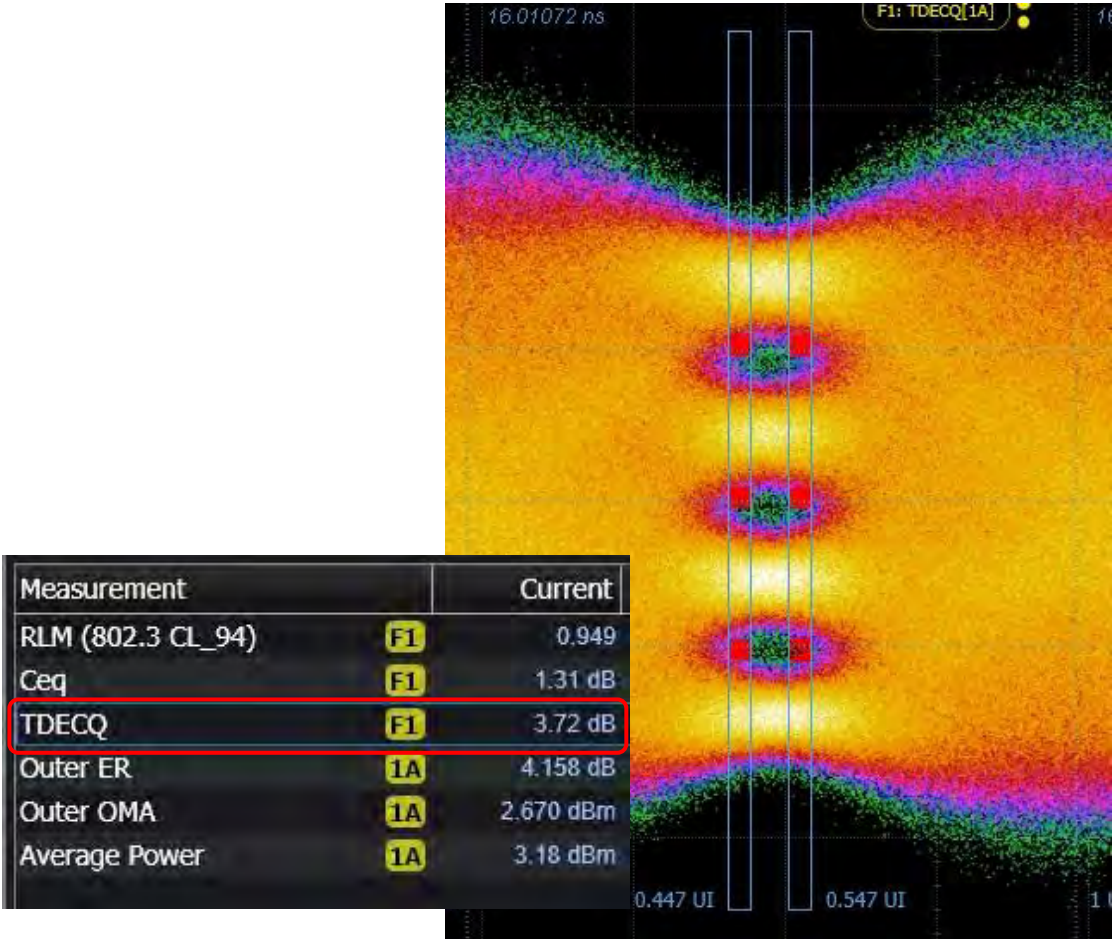 16.01072 ns
F1: TDECQ[1A]
Measurement Current
RLM (802.3 CL_94) F1 0.949
Ceq F1 1.31 dB
TDECQ F1 3.72 dB
Outer ER 1A 4.158 dB
Outer OMA 1A 2.670 dBm
Average Power 1A 3.18 dBm
0.447 UI 0.547 UI